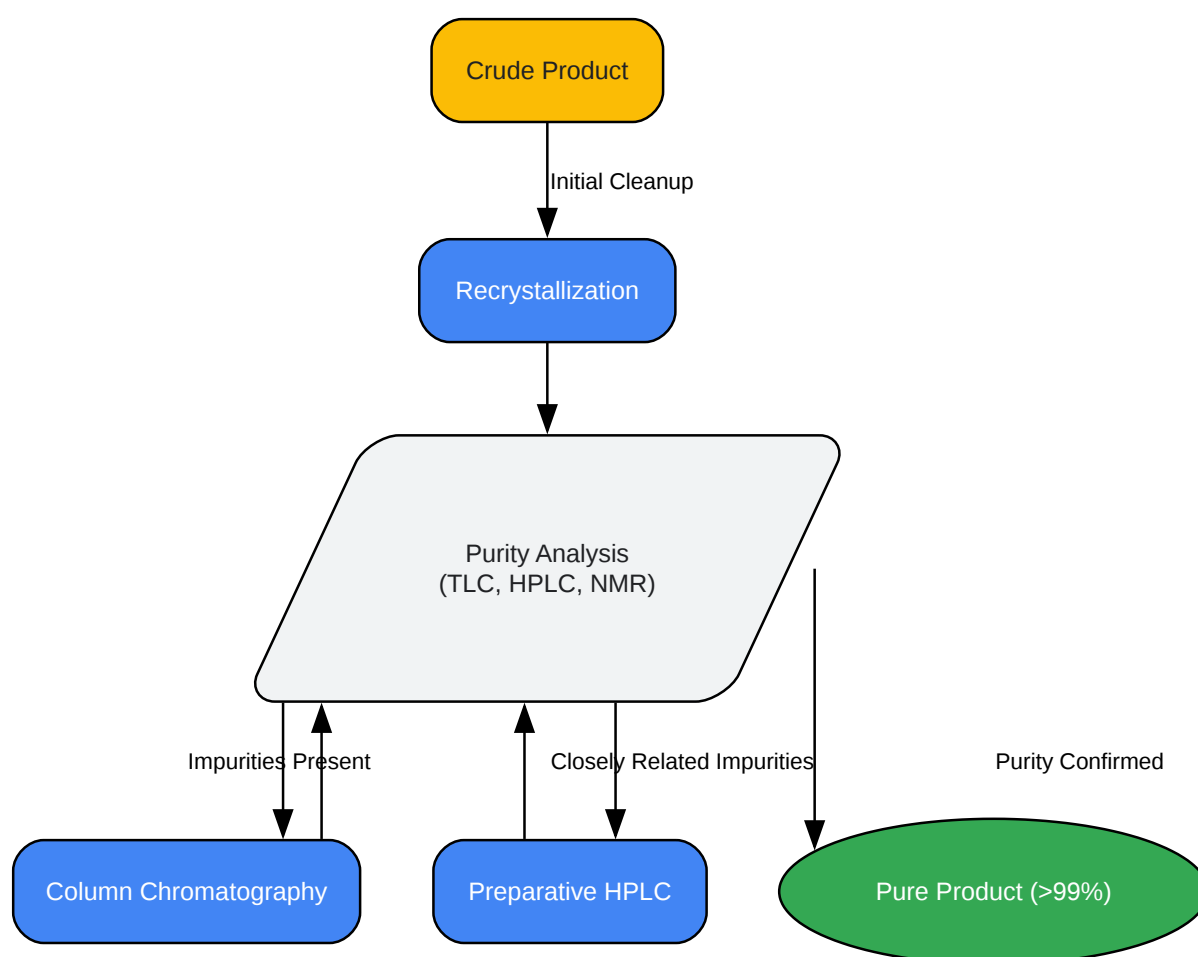 Crude Product
Initial Cleanup
Recrystallization
Purity Analysis
(TLC, HPLC, NMR)
Impurities Present
Closely Related Impurities
Purity Confirmed
Column Chromatography
Preparative HPLC
Pure Product (>99%)